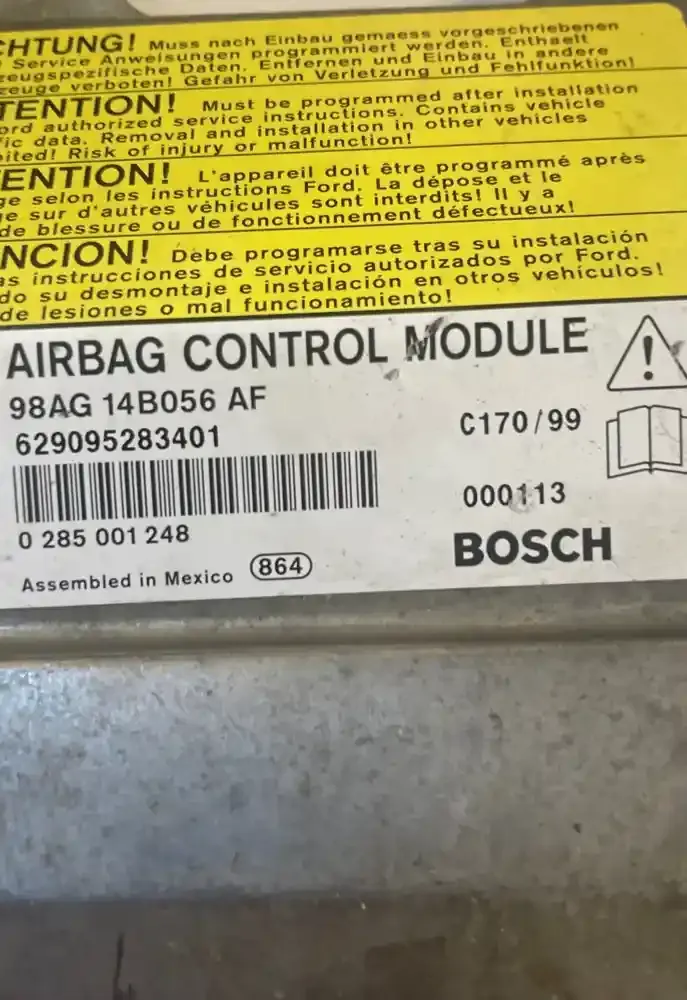 CHTUNG! Muss nach Einbau gemaess vorgeschriebenen
Service Anweisungen programmiert werden. Enthaelt
zeugspezifische Daten. Entfernen und Einbau in andere
zeuge verboten! Gefahr von Verletzung und Fehlfunktion!
TENTION! Must be programmed after installation
ord authorized service instructions. Contains vehicle
ic data. Removal and installation in other vehicles
ited! Risk of injury or malfunction!
ENTION! L'appareil doit être programmé après
ge selon les instructions Ford. La dépose et le
ge sur d'autres véhicules sont interdits! Il y a
de blessure ou de fonctionnement défectueux!
NCION! Debe programarse tras su instalación
as instrucciones de servicio autorizados por Ford.
do su desmontaje e instalación en otros vehículos!
de lesiones o mal funcionamiento!
AIRBAG CONTROL MODULE
98AG 14B056 AF
629095283401
C170/99
000113
0 285 001 248
BOSCH
Assembled in Mexico 864